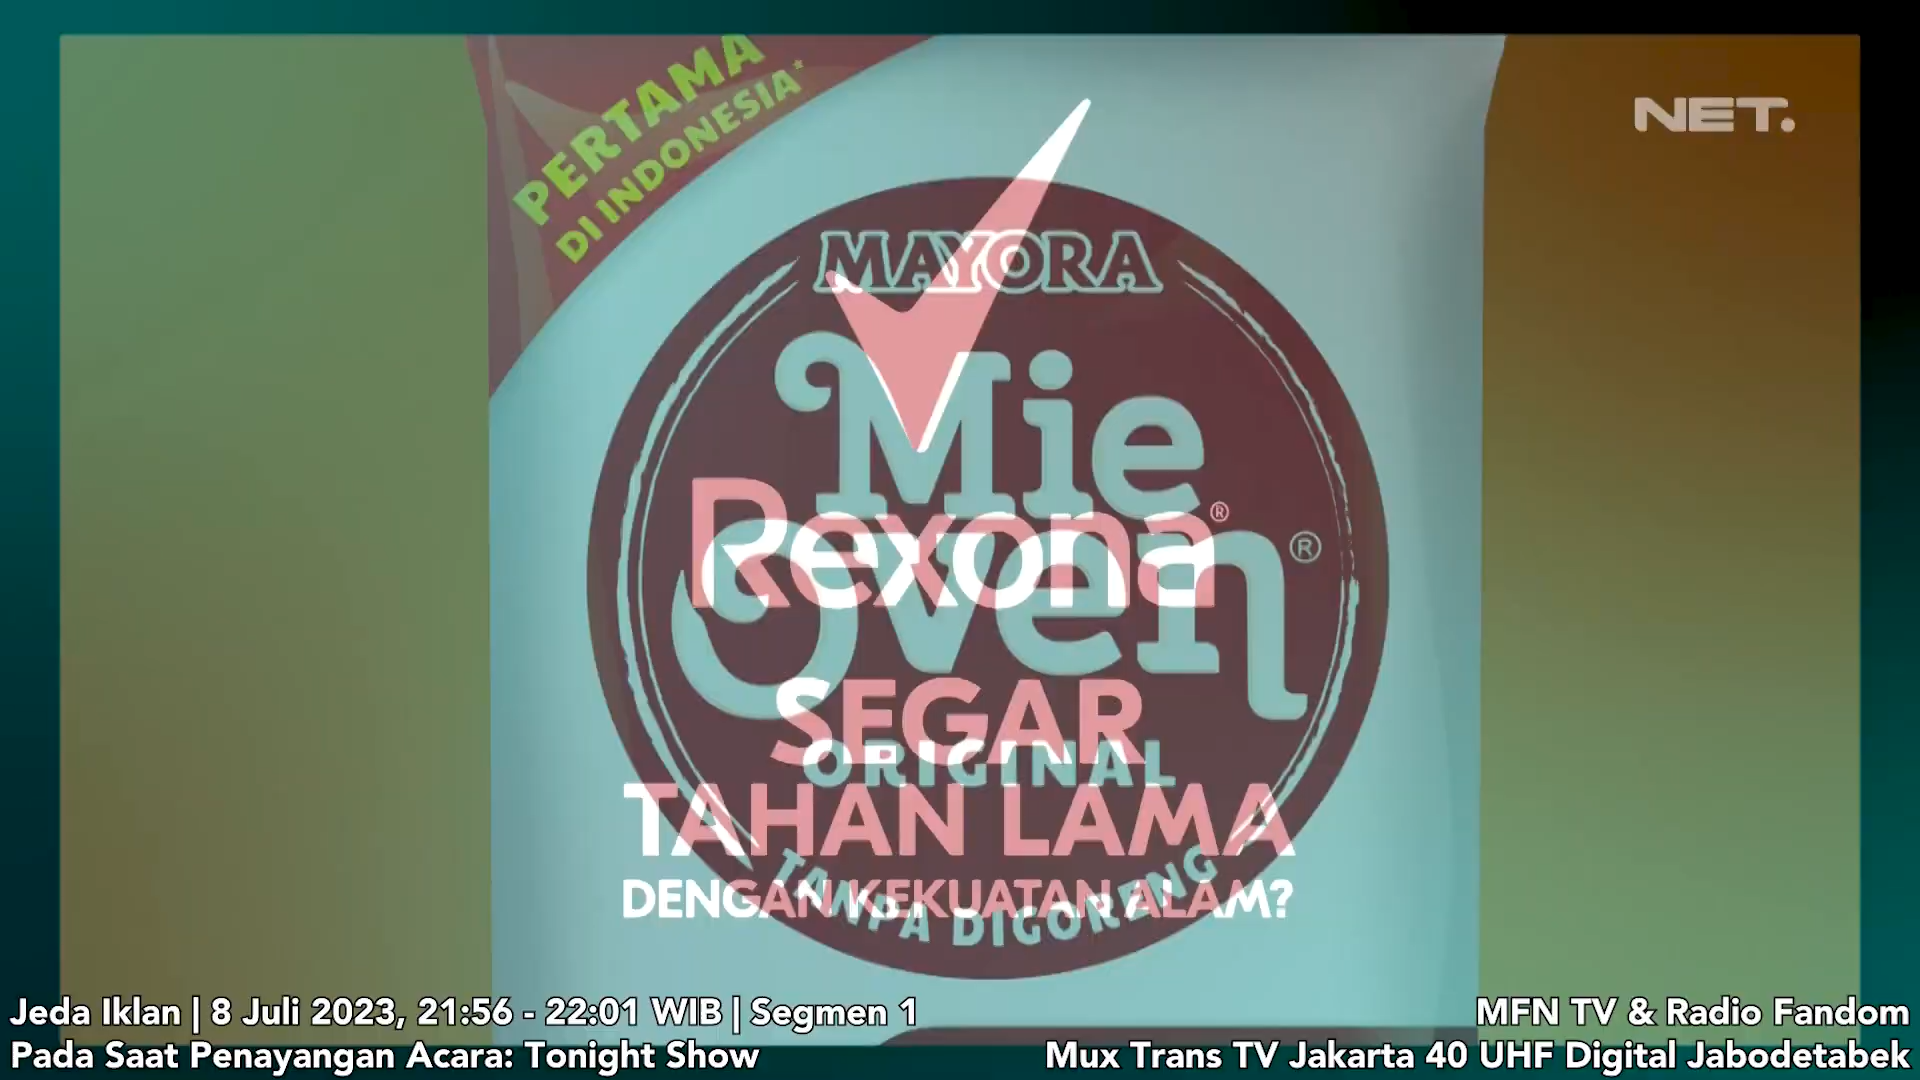 PERTAMA
DI INDONESIA*
NET.
MAYORA
Mie
Oven®
Rexona®
SEGAR
ORIGINAL
TAHAN LAMA
TANPA DIGORENG
DENGAN KEKUATAN ALAM?
Jeda Iklan | 8 Juli 2023, 21:56 - 22:01 WIB | Segmen 1
MFN TV & Radio Fandom
Pada Saat Penayangan Acara: Tonight Show
Mux Trans TV Jakarta 40 UHF Digital Jabodetabek